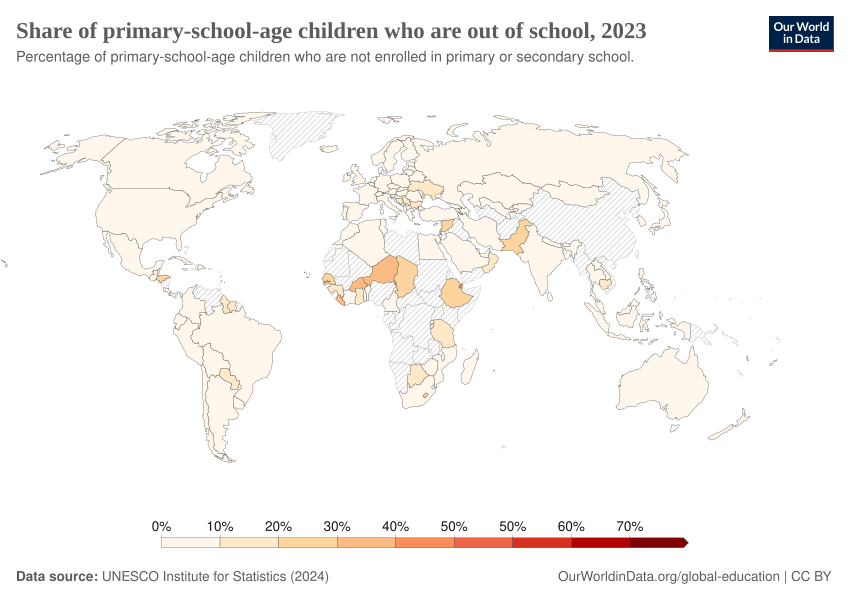 Share of primary-school-age children who are out of school, 2023
Our World
in Data
Percentage of primary-school-age children who are not enrolled in primary or secondary school.
0% 10% 20% 30% 40% 50% 50% 60% 70%
Data source: UNESCO Institute for Statistics (2024)
OurWorldinData.org/global-education | CC BY